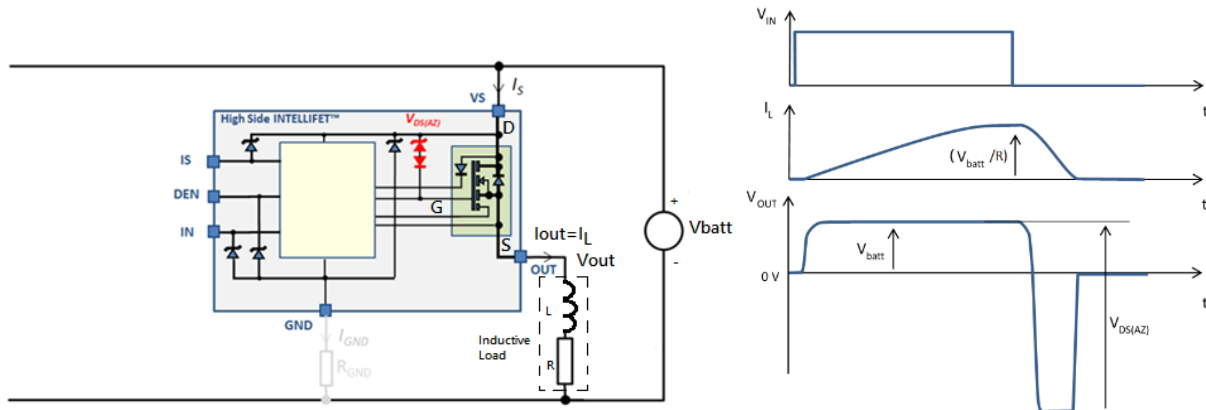 I_S
VS
High Side INTELLIFET™
V_DS(AZ)
D
IS
DEN
IN
G
S
Iout=I_L
Vout
OUT
GND
I_GND
R_GND
Inductive
Load
L
R
+
Vbatt
-
V_IN
t
I_L
(V_batt /R)
t
V_OUT
V_batt
0 V
t
V_DS(AZ)